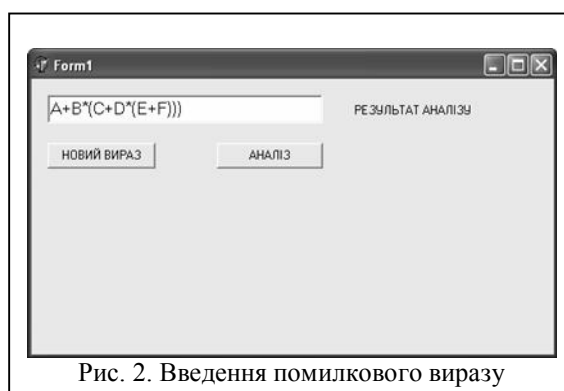 Form1
A+B*(C+D*(E+F)))
РЕЗУЛЬТАТ АНАЛІЗУ
НОВИЙ ВИРАЗ
АНАЛІЗ
Рис. 2. Введення помилкового виразу